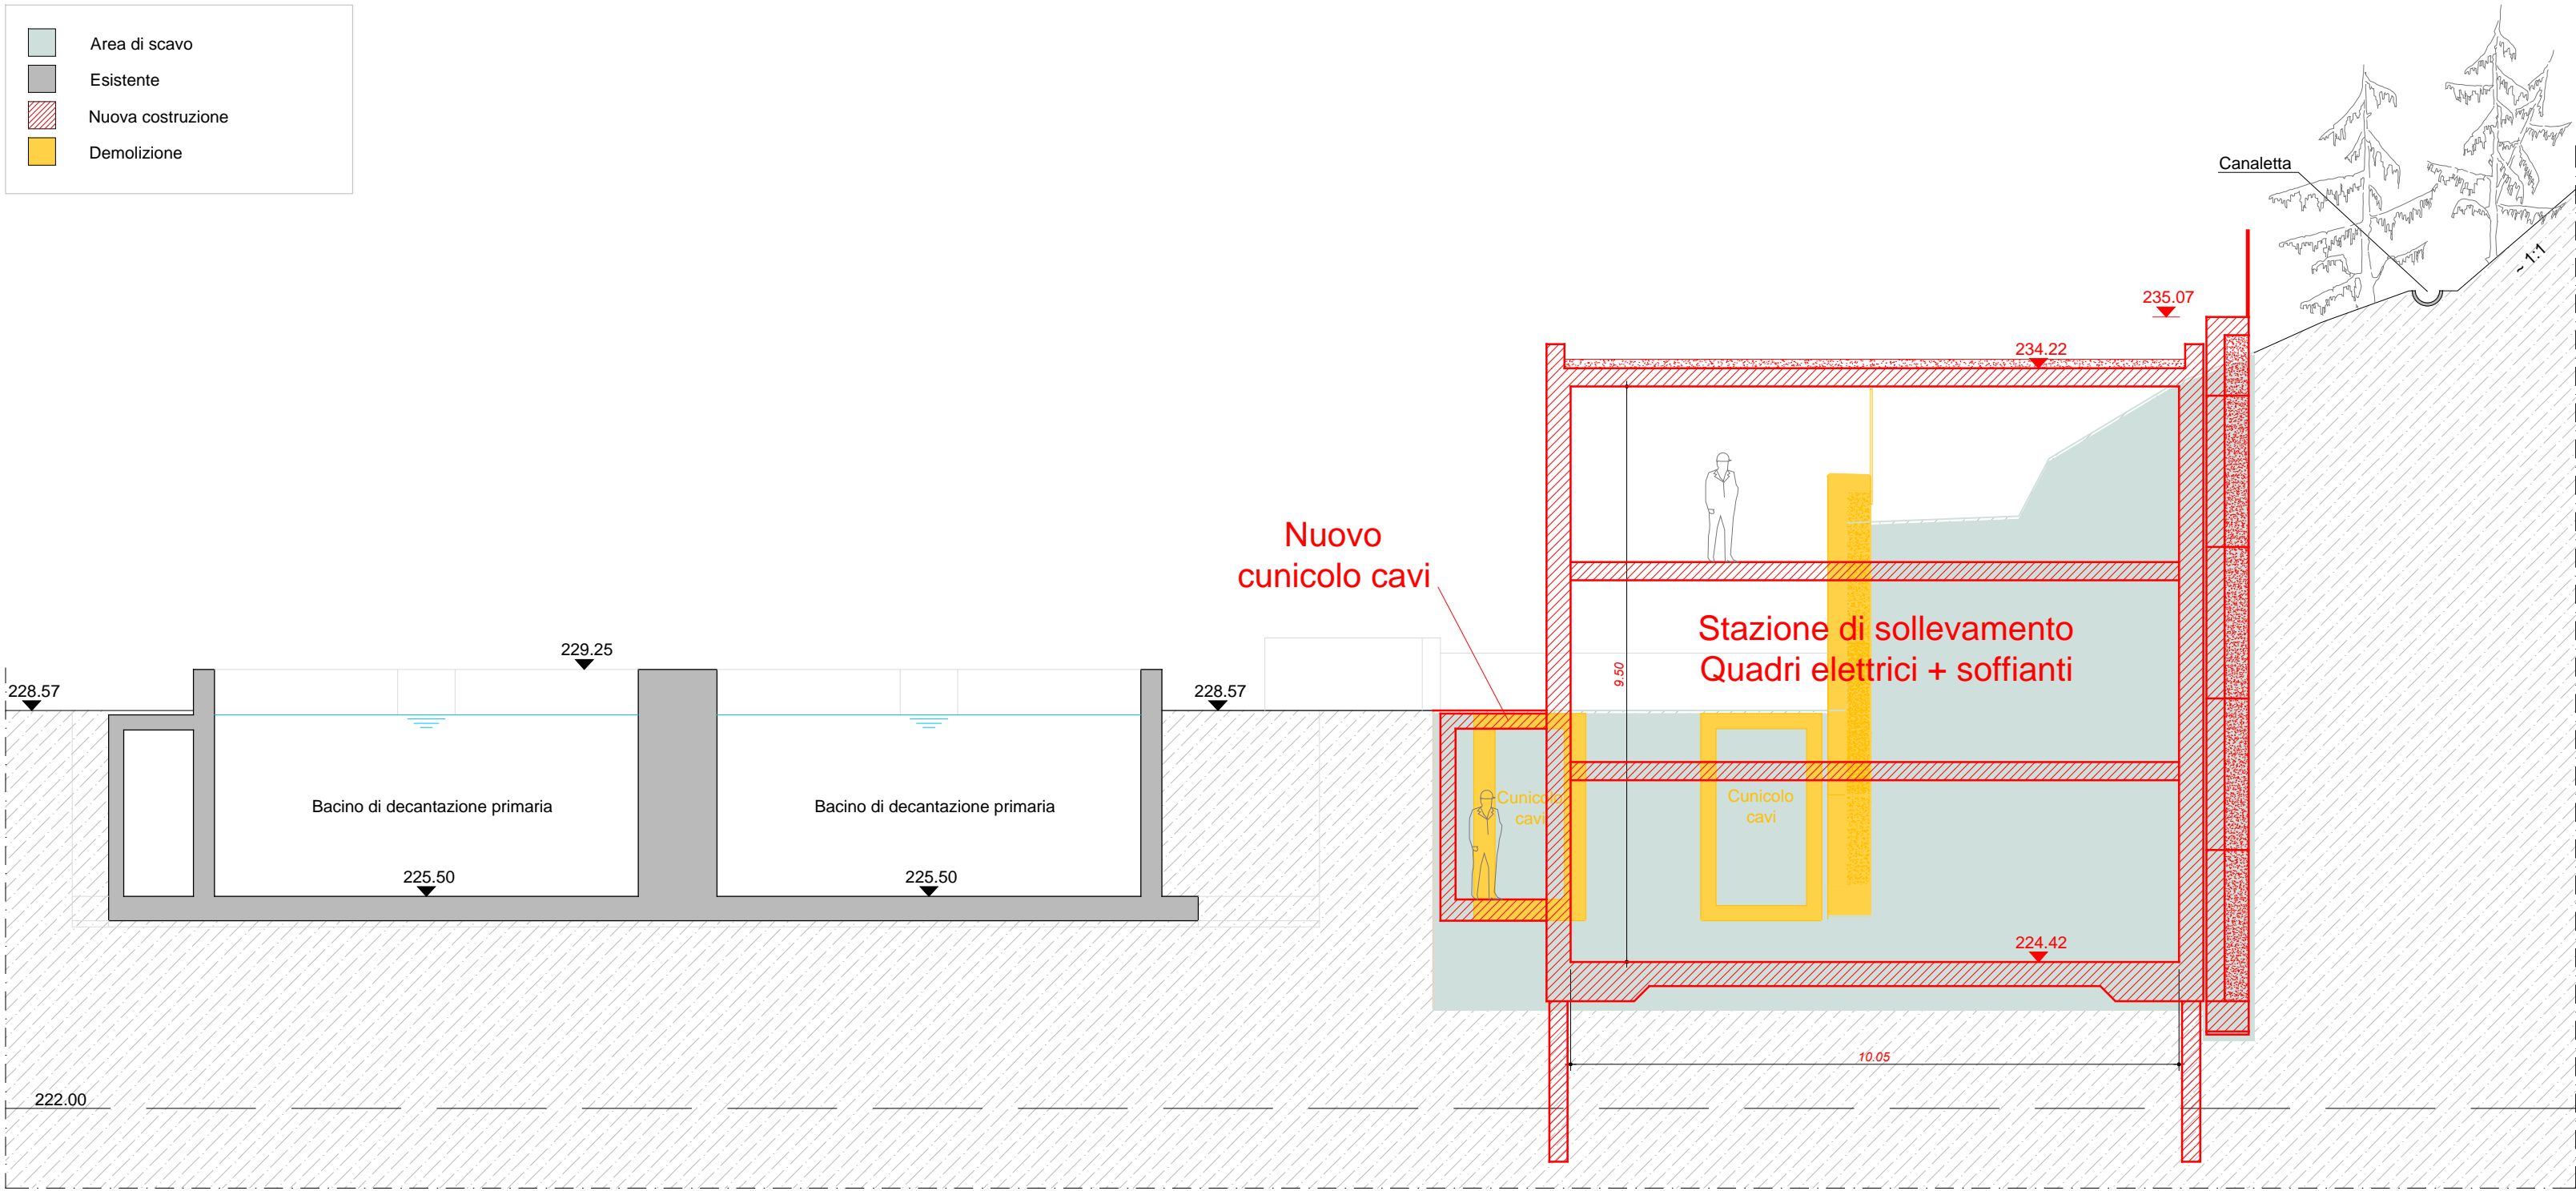 Area di scavo
Esistente
Nuova costruzione
Demolizione
Canaletta
~ 1:1
235.07
234.22
Nuovo
cunicolo cavi
Stazione di sollevamento
Quadri elettrici + soffianti
9.50
229.25
228.57
228.57
Bacino di decantazione primaria
Bacino di decantazione primaria
Cunicolo
cavi
Cunicolo
cavi
225.50
225.50
224.42
10.05
222.00